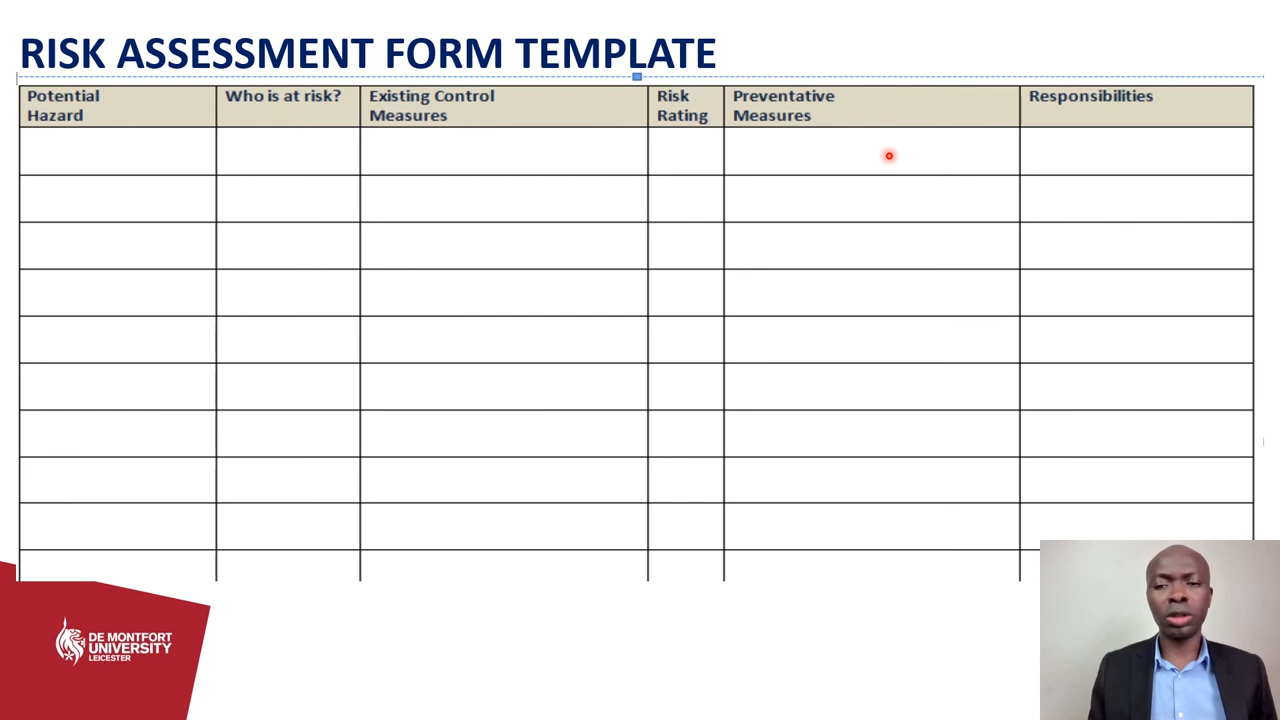 RISK ASSESSMENT FORM TEMPLATE
Potential
Hazard
Who is at risk?
Existing Control
Measures
Risk
Rating
Preventative
Measures
Responsibilities
DE MONTFORT
UNIVERSITY
LEICESTER